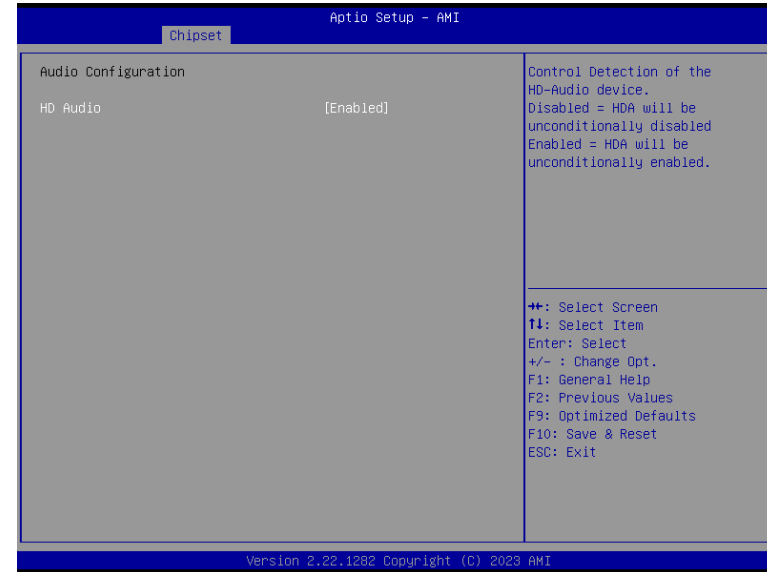 Aptio Setup – AMI
Chipset
Audio Configuration
HD Audio [Enabled]
Control Detection of the
HD-Audio device.
Disabled = HDA will be
unconditionally disabled
Enabled = HDA will be
unconditionally enabled.
→←: Select Screen
↑↓: Select Item
Enter: Select
+/- : Change Opt.
F1: General Help
F2: Previous Values
F9: Optimized Defaults
F10: Save & Reset
ESC: Exit
Version 2.22.1282 Copyright (C) 2023 AMI